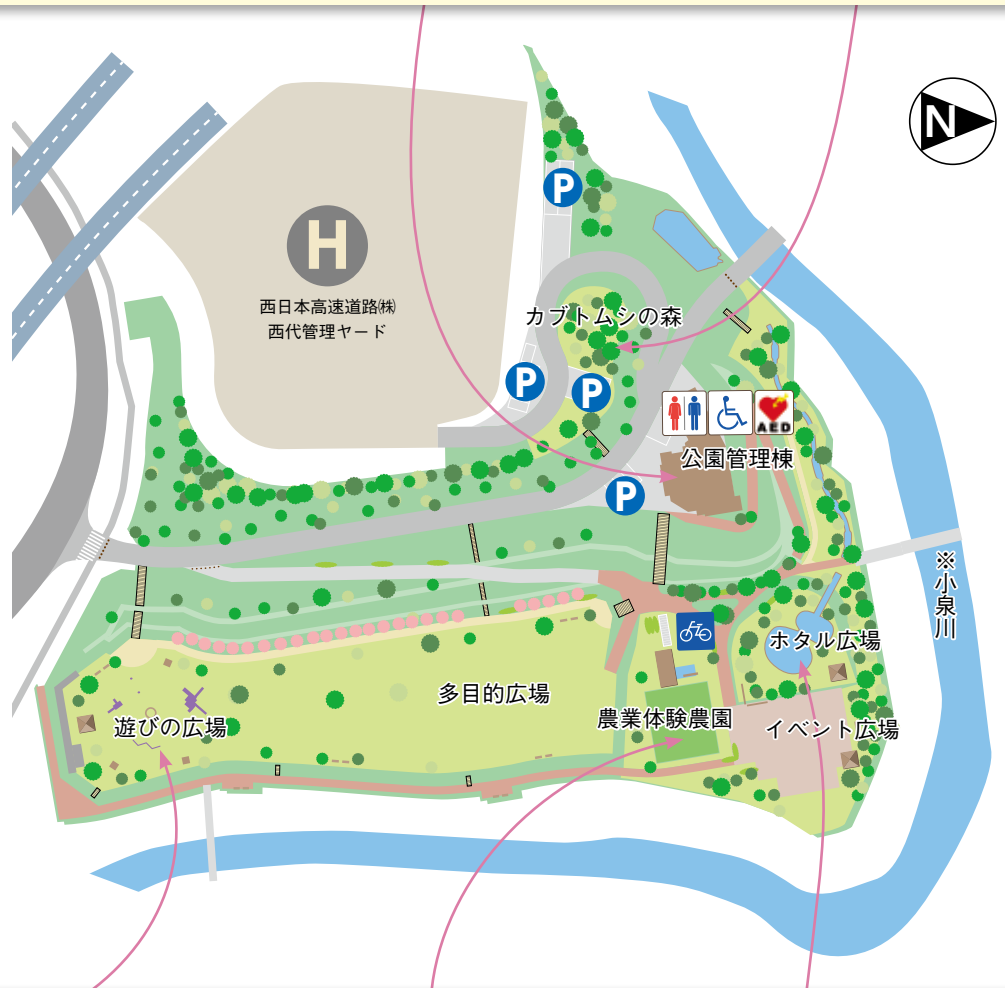 N
P
H
西日本高速道路㈱
西代管理ヤード
カブトムシの森
P
P
AED
公園管理棟
P
※小泉川
ホタル広場
多目的広場
農業体験農園
遊びの広場
イベント広場